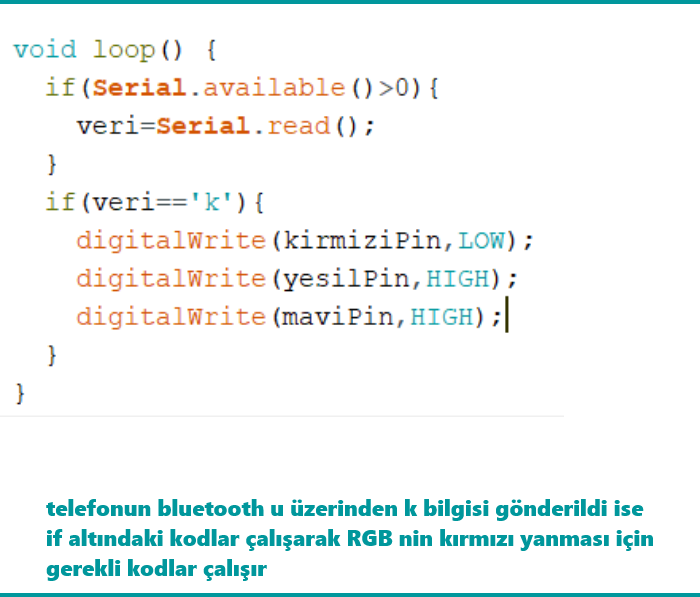 void loop() {
if(Serial.available()>0){
veri=Serial.read();
}
if(veri=='k'){
digitalWrite(kirmiziPin,LOW);
digitalWrite(yesilPin,HIGH);
digitalWrite(maviPin,HIGH);
}
}
telefonun bluetooth u üzerinden k bilgisi gönderildi ise
if altındaki kodlar çalışarak RGB nin kırmızı yanması için
gerekli kodlar çalışır